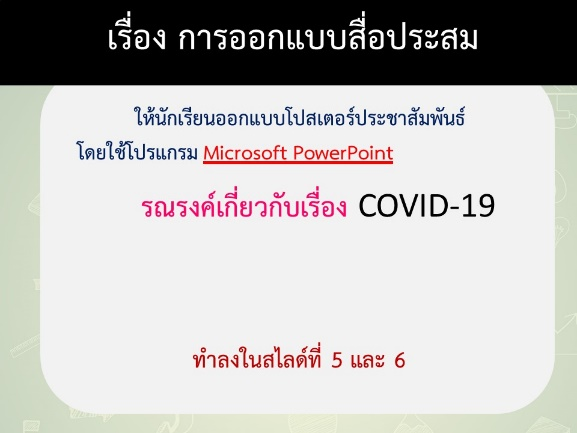 เรื่อง การออกแบบสื่อประสม
ให้นักเรียนออกแบบโปสเตอร์ประชาสัมพันธ์
โดยใช้โปรแกรม Microsoft PowerPoint
รณรงค์เกี่ยวกับเรื่อง COVID-19
ทำลงในสไลด์ที่ 5 และ 6